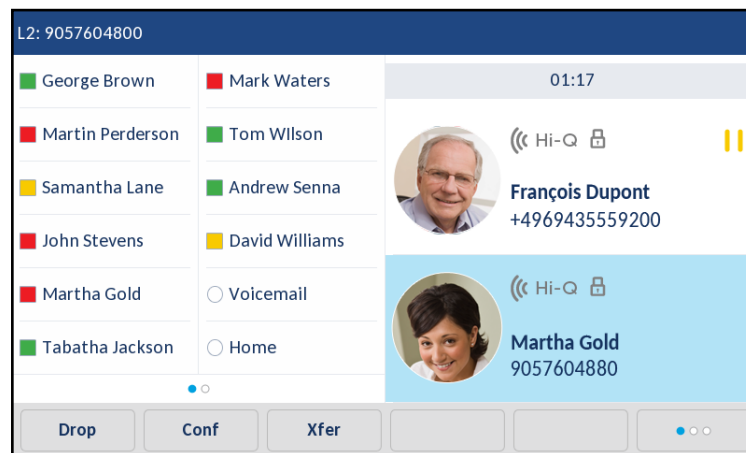 L2: 9057604800
George Brown
Mark Waters
Martin Perderson
Tom WIlson
Samantha Lane
Andrew Senna
John Stevens
David Williams
Martha Gold
Voicemail
Tabatha Jackson
Home
01:17
Hi-Q
François Dupont
+4969435559200
Hi-Q
Martha Gold
9057604880
Drop
Conf
Xfer